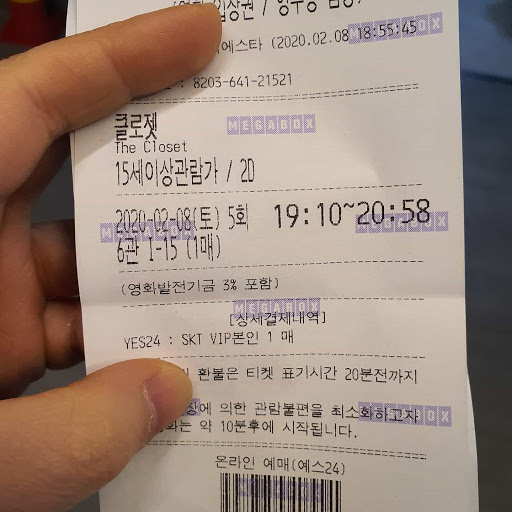 입장권 / 영수증
에스타 (2020.02.08 18:55:45)
: 8203-641-21521
클로젯
MEGABOX
The Closet
15세이상관람가 / 2D
2020-02-08(토) 5회 19:10~20:58
6관 I-15 (1매)
(영화발전기금 3% 포함)
MEGABOX
[상세결제내역]
YES24 : SKT VIP본인 1 매
환불은 티켓 표기시간 20분전까지
에 의한 관람불편을 최소화하고자
는 약 10분후에 시작됩니다.
온라인 예매(예스24)